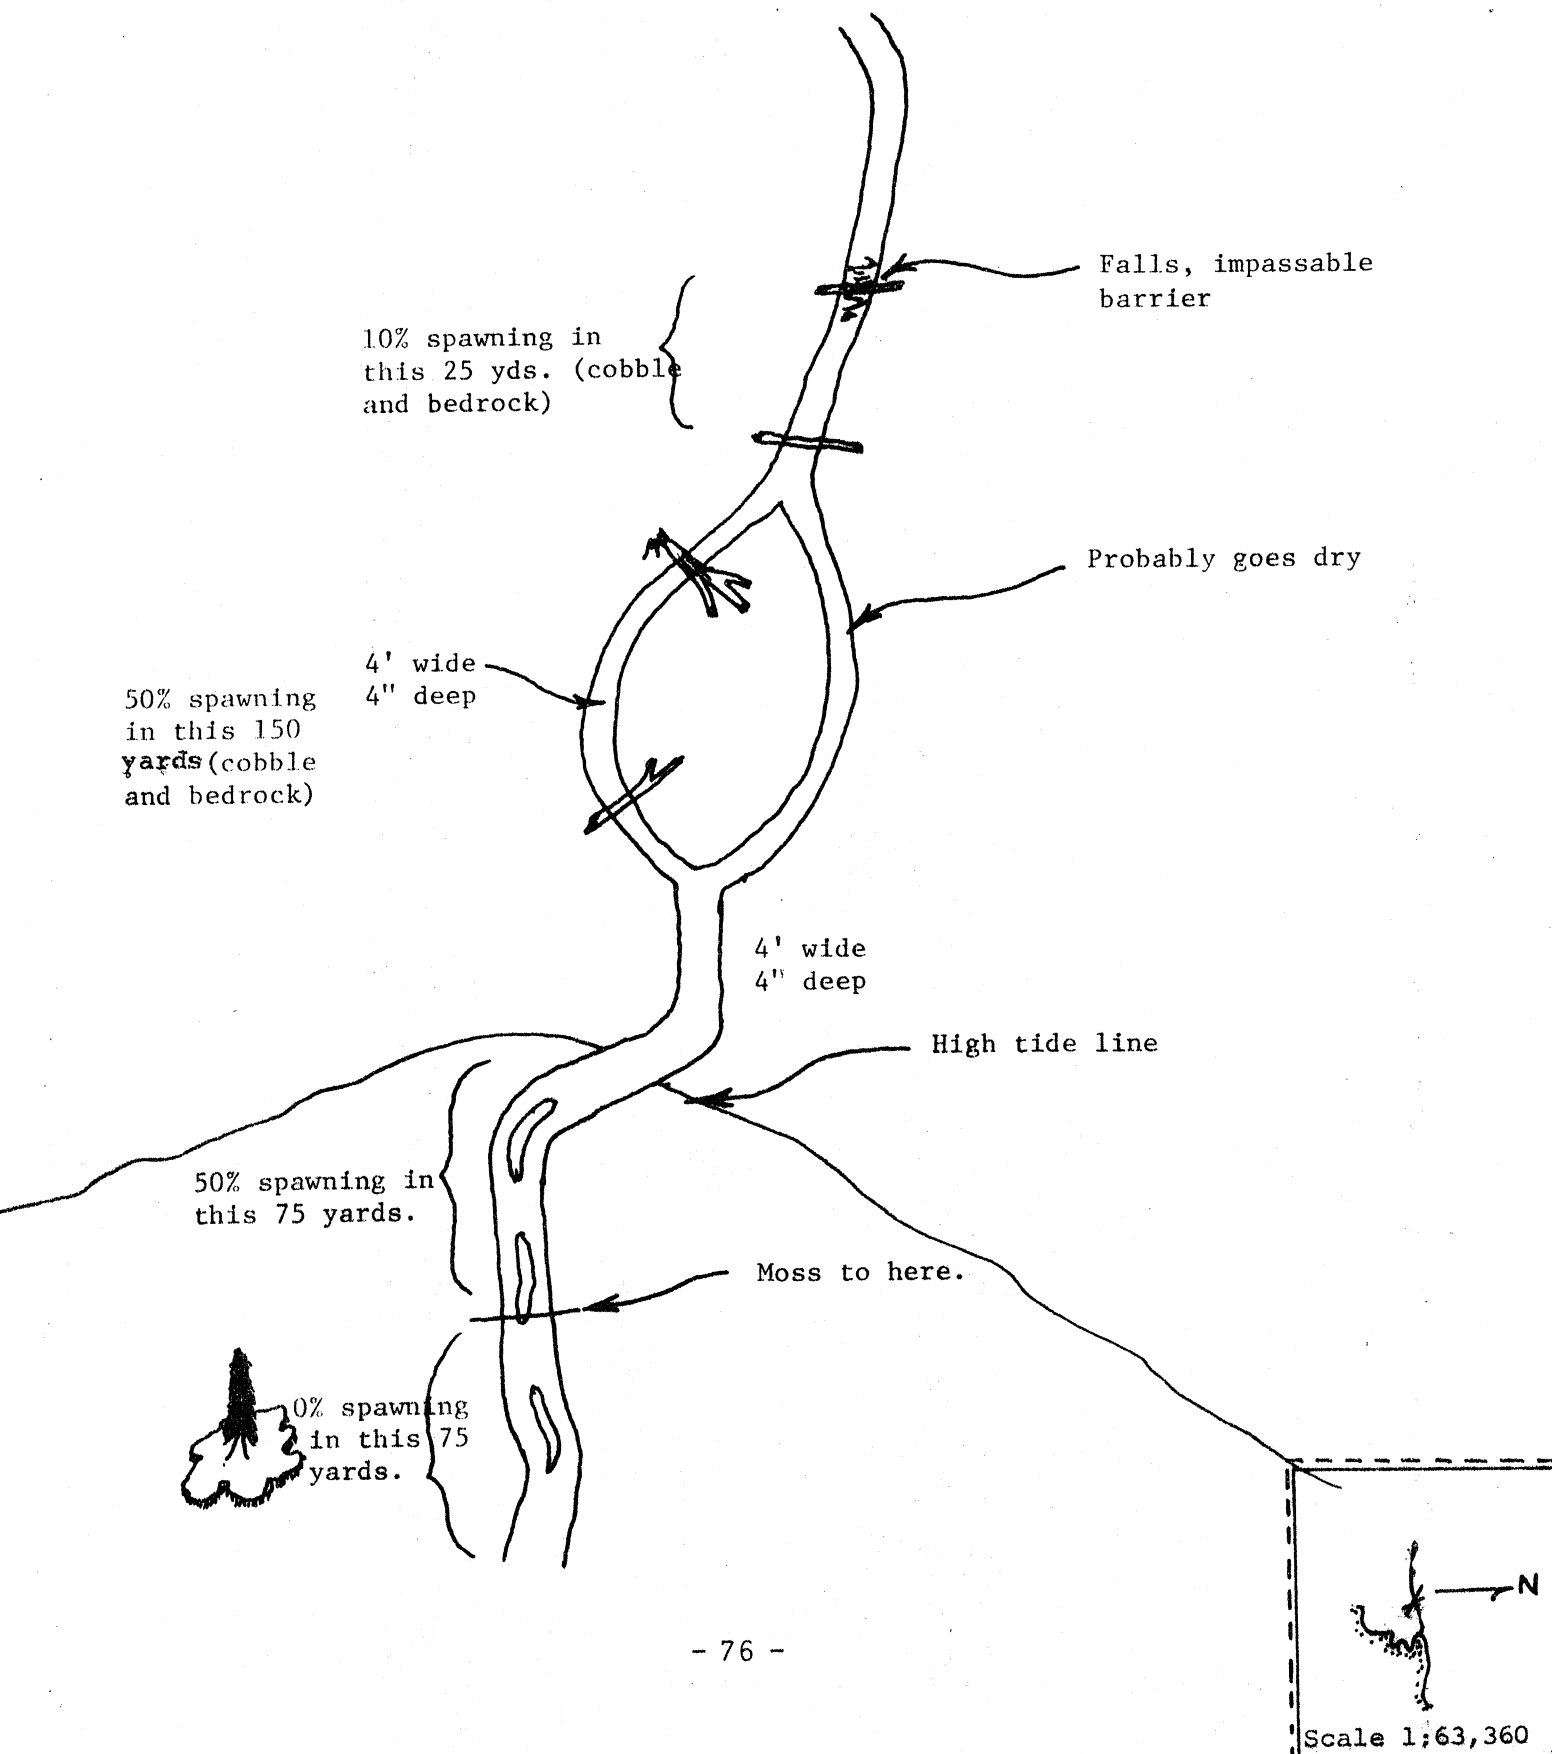 Falls, impassable
barrier
10% spawning in
this 25 yds. (cobble
and bedrock)
Probably goes dry
4' wide
4" deep
50% spawning
in this 150
yards (cobble
and bedrock)
4' wide
4" deep
High tide line
50% spawning in
this 75 yards.
Moss to here.
0% spawning
in this 75
yards.
N
- 76 -
Scale 1:63,360